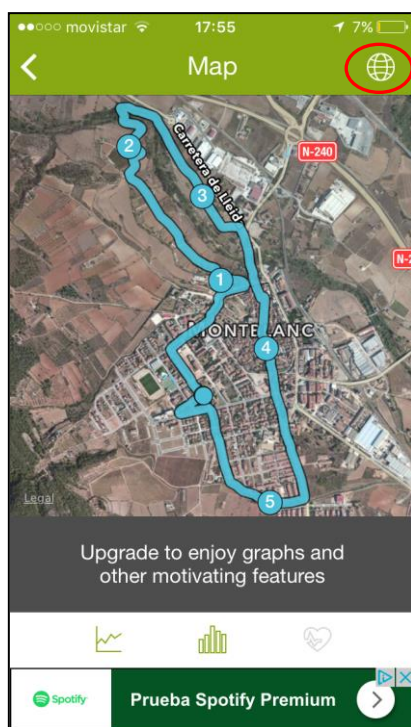 movistar 17:55 7%
Map
N-240
Carretera de Lleid
2
3
N-2
1
MONTBLANC
4
5
Legal
Upgrade to enjoy graphs and
other motivating features
Spotify Prueba Spotify Premium